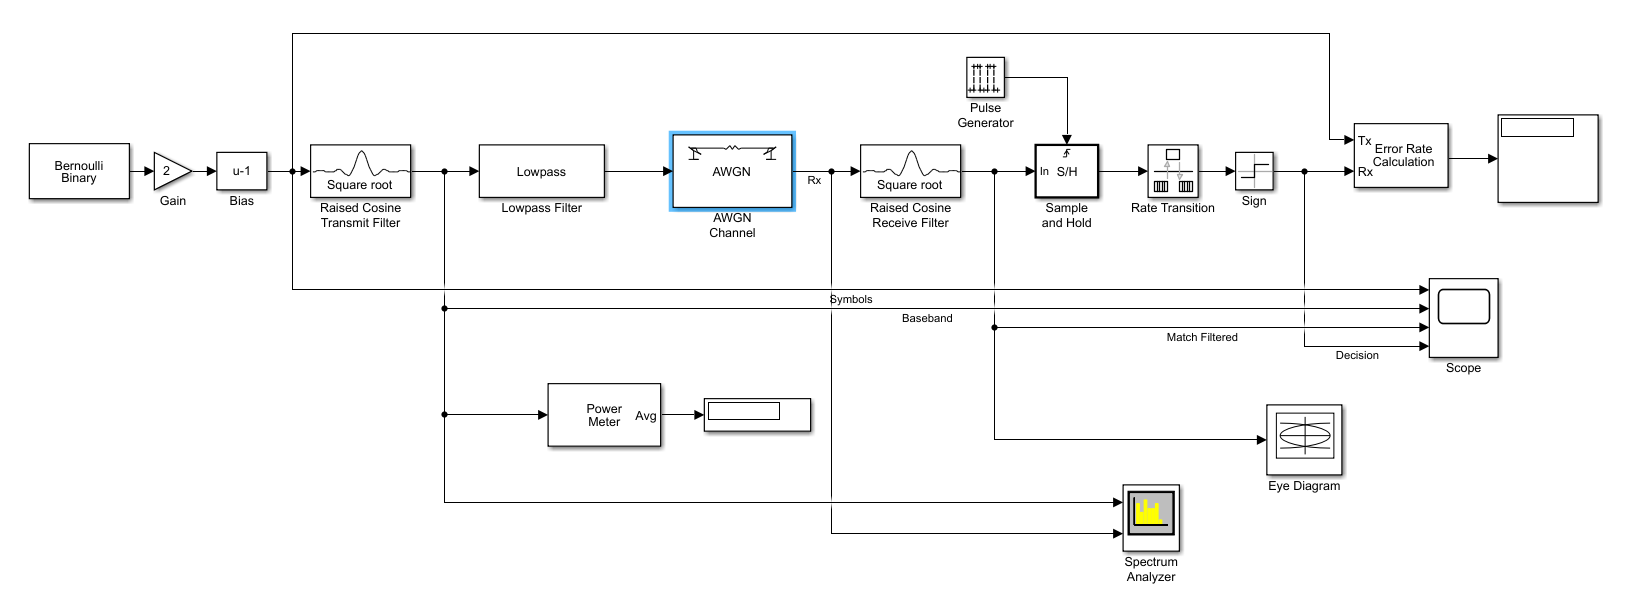 Pulse
Generator
Bernoulli
Binary
2
Gain
u-1
Bias
Square root
Raised Cosine
Transmit Filter
Lowpass
Lowpass Filter
AWGN
AWGN
Channel
Rx
Square root
Raised Cosine
Receive Filter
In
S/H
Sample
and Hold
Rate Transition
Sign
Tx
Rx
Error Rate
Calculation
Symbols
Baseband
Match Filtered
Decision
Scope
Power
Meter
Avg
Eye Diagram
Spectrum
Analyzer